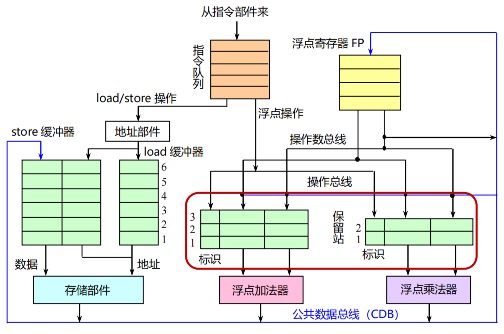 从指令部件来
指令队列
浮点寄存器 FP
load/store 操作
浮点操作
地址部件
操作数总线
store 缓冲器
load 缓冲器
6
5
4
3
2
1
操作总线
3
2
1
保留站
2
1
标识
标识
数据
地址
存储部件
浮点加法器
浮点乘法器
公共数据总线（CDB）